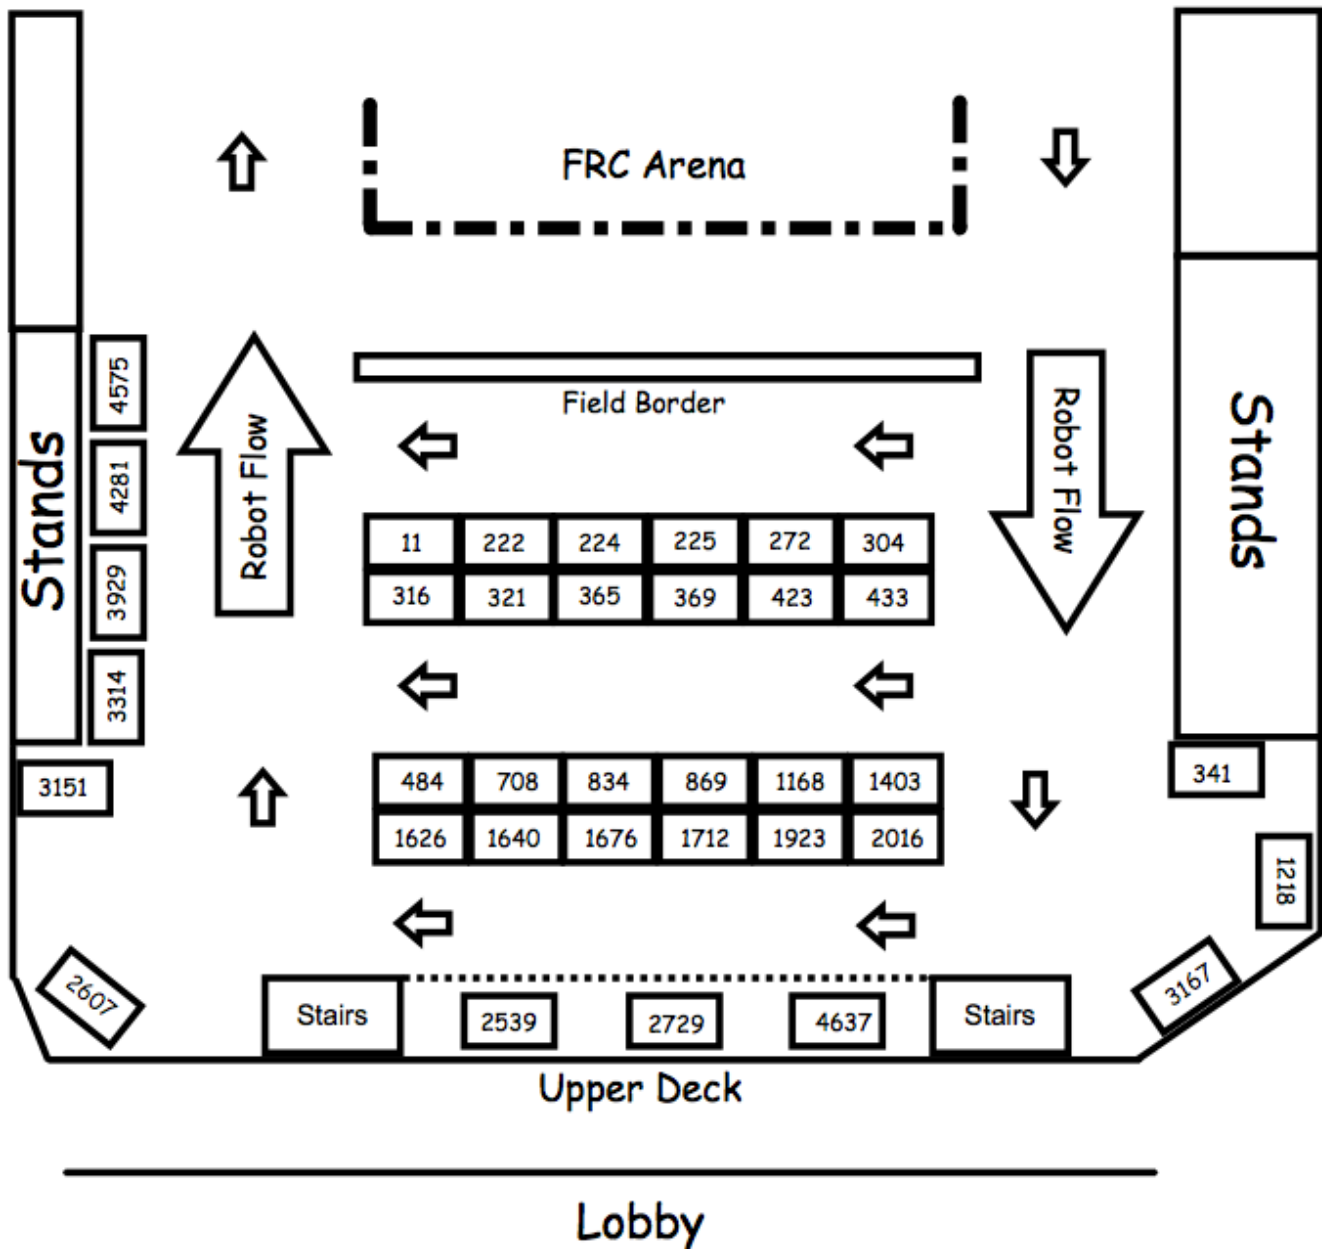 FRC Arena
Field Border
Robot Flow
Robot Flow
Stands
Stands
4575
4281
3929
3314
3151
11 222 224 225 272 304
316 321 365 369 423 433
484 708 834 869 1168 1403
1626 1640 1676 1712 1923 2016
341
1218
3167
2607
Stairs 2539 2729 4637 Stairs
Upper Deck
Lobby